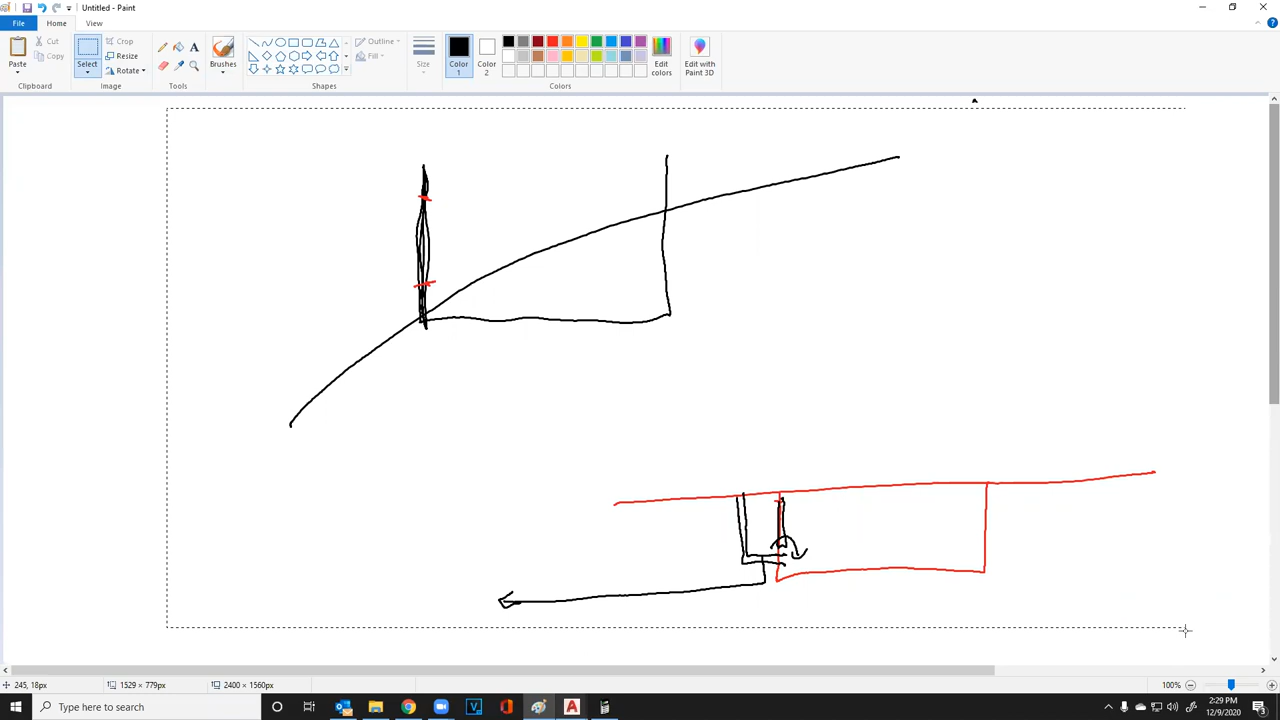 Untitled - Paint
File
Home
View
Paste
Cut
Copy
Clipboard
Select
Crop
Resize
Rotate
Image
A
Tools
Brushes
Outline
Fill
Shapes
Size
Color
1
Color
2
Edit
colors
Colors
Edit with
Paint 3D
245, 18px
1529 × 779px
2400 × 1560px
100%
Type here to search
A
2:29 PM
12/9/2020